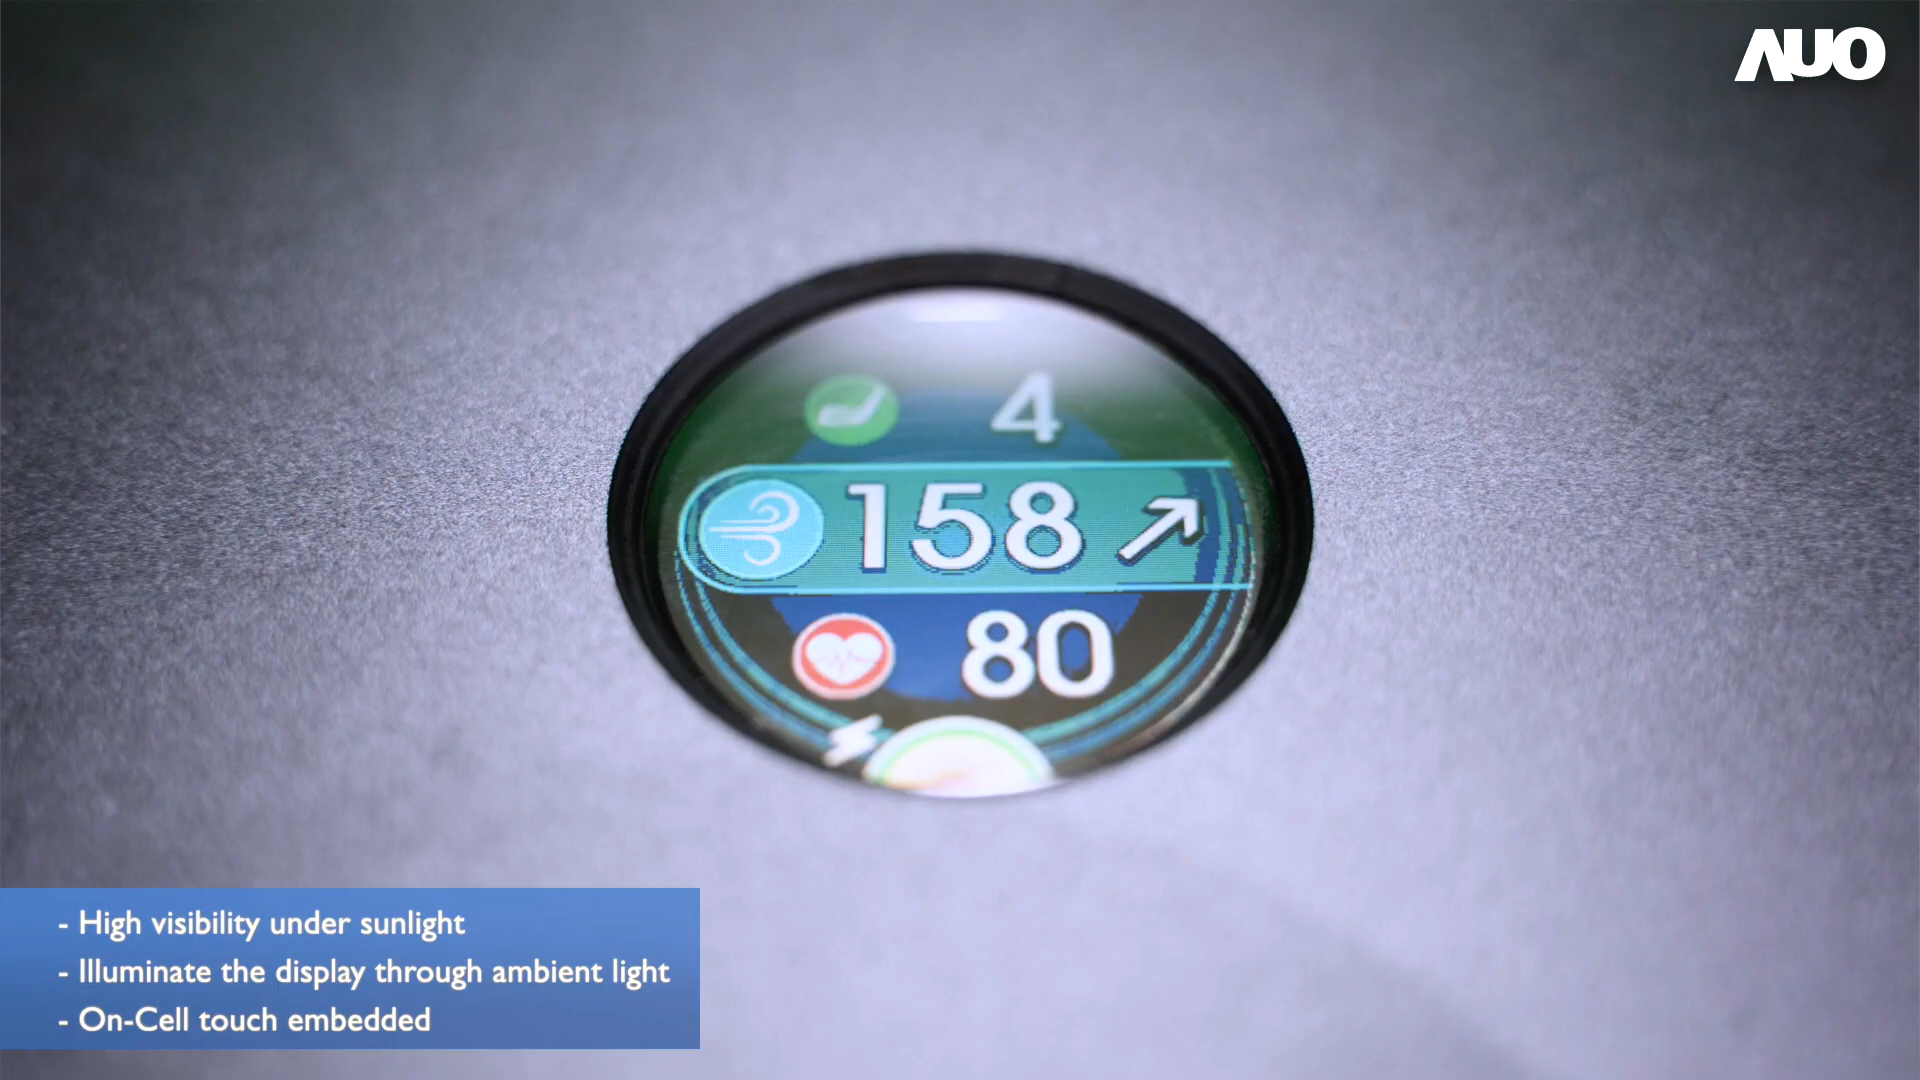 AUO
4
158
80
- High visibility under sunlight
- Illuminate the display through ambient light
- On-Cell touch embedded